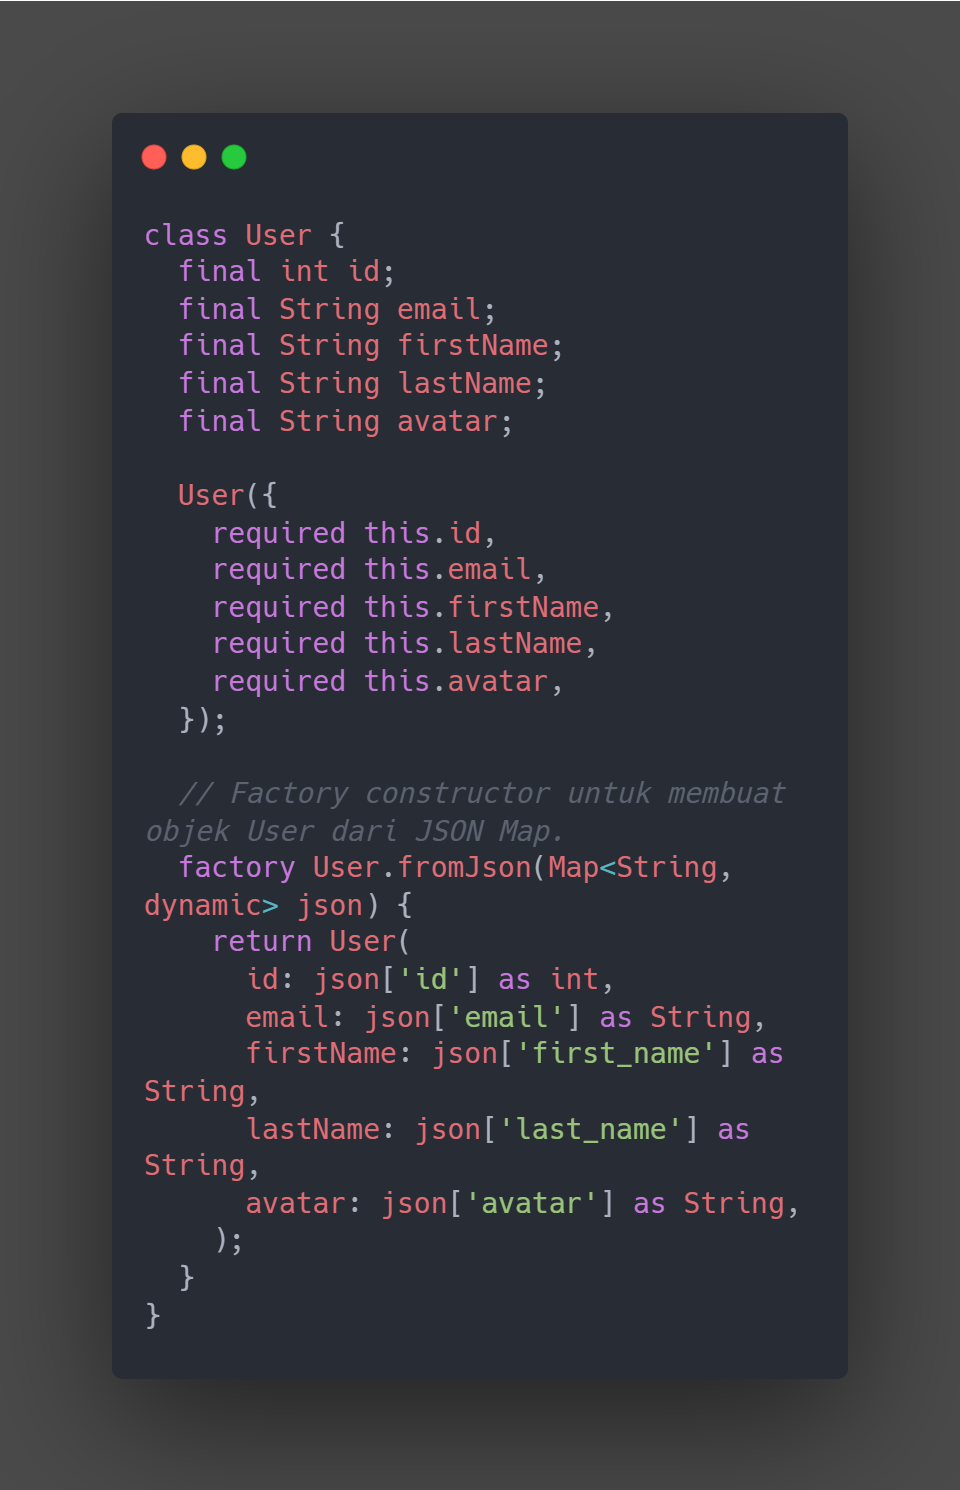 class User {
  final int id;
  final String email;
  final String firstName;
  final String lastName;
  final String avatar;

  User({
    required this.id,
    required this.email,
    required this.firstName,
    required this.lastName,
    required this.avatar,
  });

  // Factory constructor untuk membuat
objek User dari JSON Map.
  factory User.fromJson(Map<String,
dynamic> json) {
    return User(
      id: json['id'] as int,
      email: json['email'] as String,
      firstName: json['first_name'] as
String,
      lastName: json['last_name'] as
String,
      avatar: json['avatar'] as String,
    );
  }
}